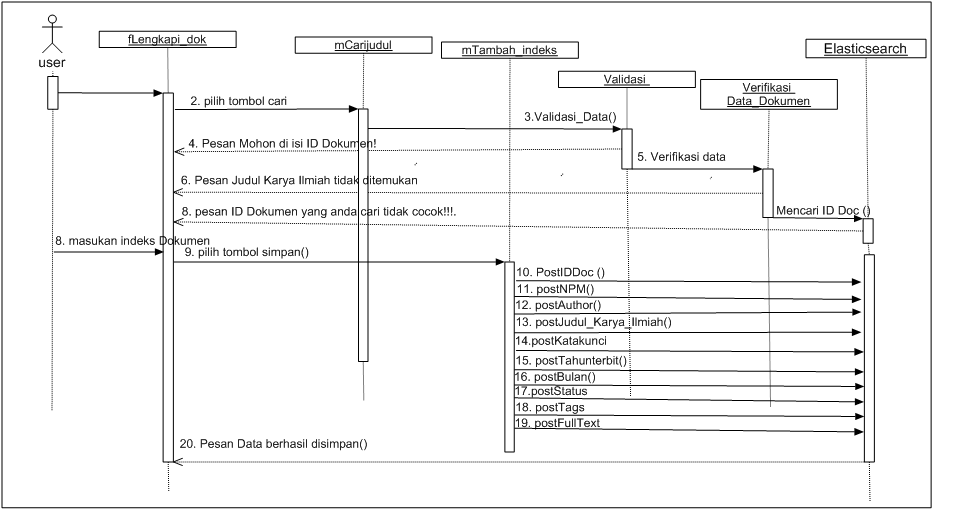 user
fLengkapi_dok
mCarijudul
mTambah_indeks
Validasi
Verifikasi
Data_Dokumen
Elasticsearch
2. pilih tombol cari
3.Validasi_Data()
4. Pesan Mohon di isi ID Dokumen!
5. Verifikasi data
6. Pesan Judul Karya Ilmiah tidak ditemukan
Mencari ID Doc ()
8. pesan ID Dokumen yang anda cari tidak cocok!!!.
8. masukan indeks Dokumen
9. pilih tombol simpan()
10. PostIDDoc ()
11. postNPM()
12. postAuthor()
13. postJudul_Karya_Ilmiah()
14.postKatakunci
15. postTahunterbit()
16. postBulan()
17.postStatus
18. postTags
19. postFullText
20. Pesan Data berhasil disimpan()